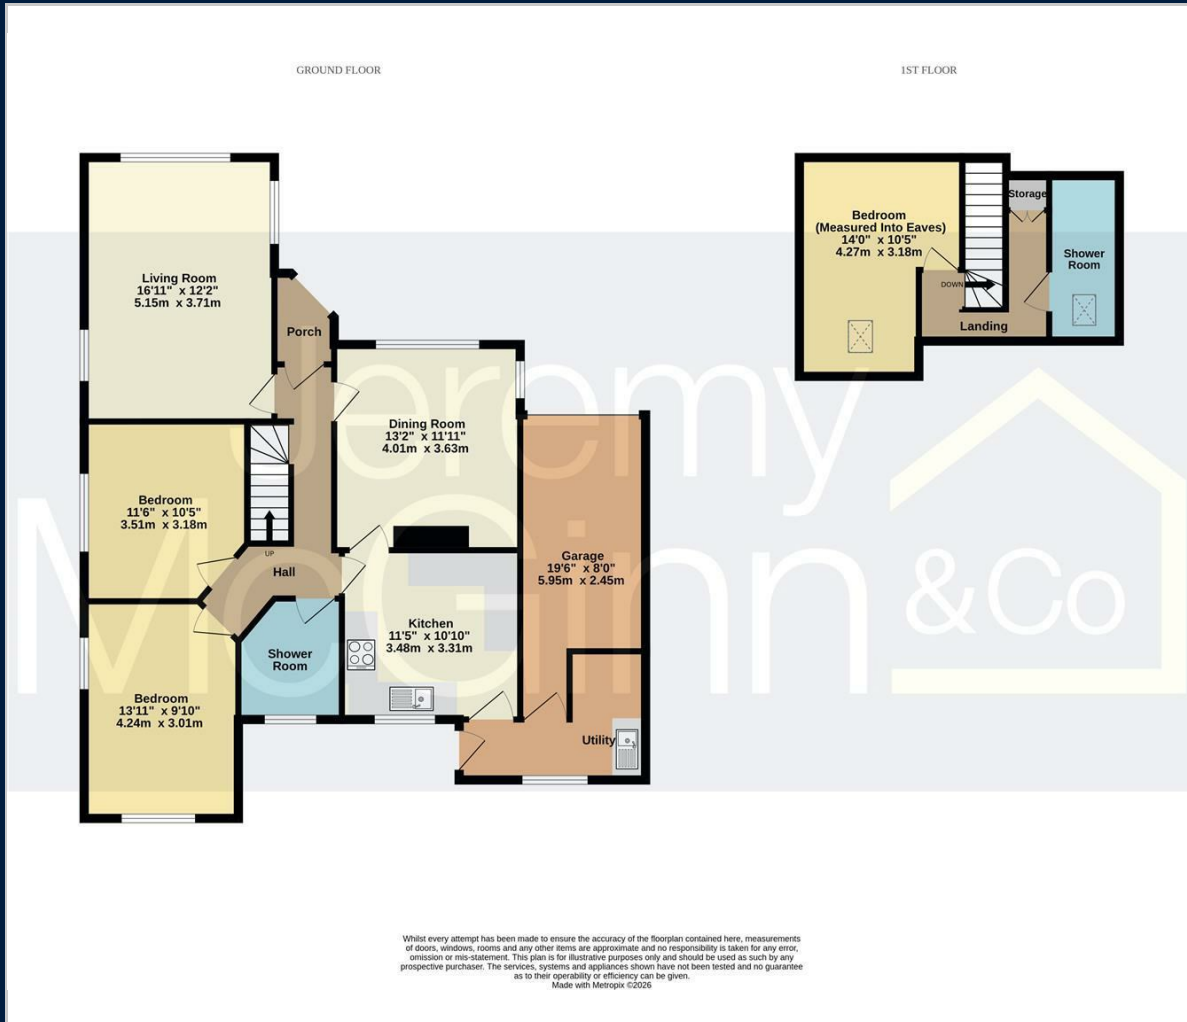 GROUND FLOOR
1ST FLOOR
Living Room
16'11" x 12'2"
5.15m x 3.71m
Porch
Dining Room
13'2" x 11'11"
4.01m x 3.63m
Bedroom
11'6" x 10'5"
3.51m x 3.18m
UP
Hall
Garage
19'6" x 8'0"
5.95m x 2.45m
Kitchen
11'5" x 10'10"
3.48m x 3.31m
Shower
Room
Bedroom
13'11" x 9'10"
4.24m x 3.01m
Utility
Bedroom
(Measured Into Eaves)
14'0" x 10'5"
4.27m x 3.18m
Storage
Shower
Room
DOWN
Landing
Jeremy
McGinn & Co
Whilst every attempt has been made to ensure the accuracy of the floorplan contained here, measurements
of doors, windows, rooms and any other items are approximate and no responsibility is taken for any error,
omission or mis-statement. This plan is for illustrative purposes only and should be used as such by any
prospective purchaser. The services, systems and appliances shown have not been tested and no guarantee
as to their operability or efficiency can be given.
Made with Metropix ©2026